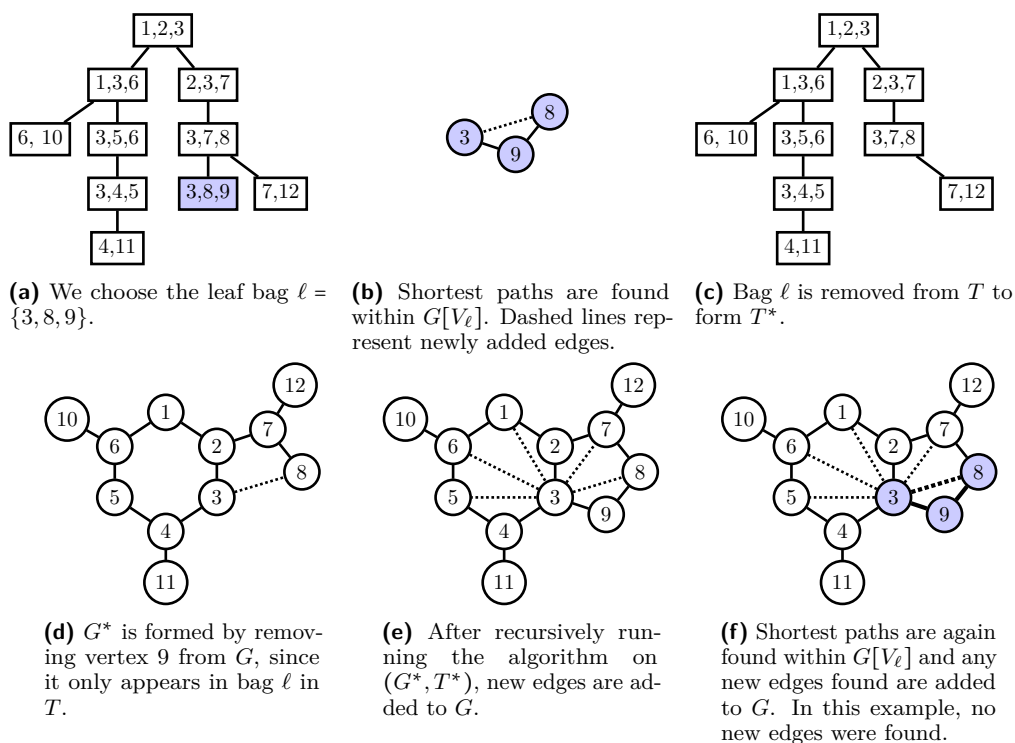 1,2,3
1,3,6
2,3,7
6, 10
3,5,6
3,7,8
3,4,5
3,8,9
7,12
4,11
3
9
8
1,2,3
1,3,6
2,3,7
6, 10
3,5,6
3,7,8
3,4,5
7,12
4,11
(a) We choose the leaf bag ℓ =
{3, 8, 9}.
(b) Shortest paths are found
within G[Vℓ]. Dashed lines rep-
resent newly added edges.
(c) Bag ℓ is removed from T to
form T*.
12
10
1
7
6
2
8
5
3
4
11
12
10
1
7
6
2
8
5
3
9
4
11
12
10
1
7
6
2
8
5
3
9
4
11
(d) G* is formed by remov-
ing vertex 9 from G, since
it only appears in bag ℓ in
T.
(e) After recursively run-
ning the algorithm on
(G*, T*), new edges are ad-
ded to G.
(f) Shortest paths are again
found within G[Vℓ] and any
new edges found are added
to G. In this example, no
new edges were found.